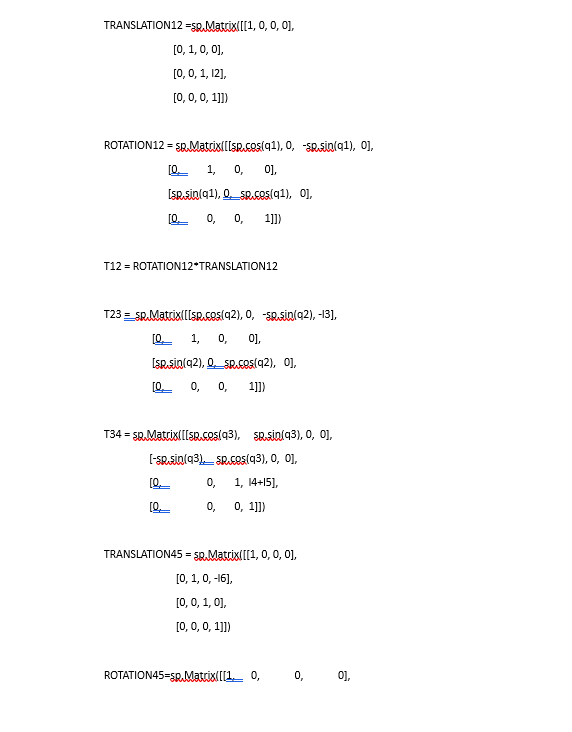 TRANSLATION12 =sp.Matrix([[1, 0, 0, 0],
[0, 1, 0, 0],
[0, 0, 1, l2],
[0, 0, 0, 1]])
ROTATION12 = sp.Matrix([[sp.cos(q1), 0, -sp.sin(q1), 0],
[0, 1, 0, 0],
[sp.sin(q1), 0, sp.cos(q1), 0],
[0, 0, 0, 1]])
T12 = ROTATION12*TRANSLATION12
T23 = sp.Matrix([[sp.cos(q2), 0, -sp.sin(q2), -l3],
[0, 1, 0, 0],
[sp.sin(q2), 0, sp.cos(q2), 0],
[0, 0, 0, 1]])
T34 = sp.Matrix([[sp.cos(q3), sp.sin(q3), 0, 0],
[-sp.sin(q3), sp.cos(q3), 0, 0],
[0, 0, 1, l4+l5],
[0, 0, 0, 1]])
TRANSLATION45 = sp.Matrix([[1, 0, 0, 0],
[0, 1, 0, -l6],
[0, 0, 1, 0],
[0, 0, 0, 1]])
ROTATION45=sp.Matrix([[1, 0, 0, 0],